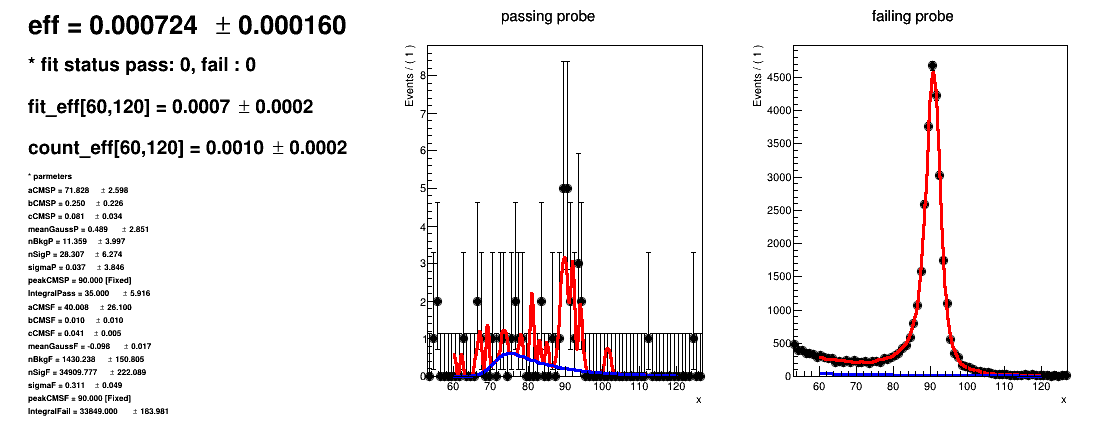 eff = 0.000724 ± 0.000160
* fit status pass: 0, fail : 0
fit_eff[60,120] = 0.0007 ± 0.0002
count_eff[60,120] = 0.0010 ± 0.0002
* parmeters
aCMSP = 71.828 ± 2.598
bCMSP = 0.250 ± 0.226
cCMSP = 0.081 ± 0.034
meanGaussP = 0.489 ± 2.851
nBkgP = 11.359 ± 3.997
nSigP = 28.307 ± 6.274
sigmaP = 0.037 ± 3.846
peakCMSP = 90.000 [Fixed]
IntegralPass = 35.000 ± 5.916
aCMSF = 40.008 ± 26.100
bCMSF = 0.010 ± 0.010
cCMSF = 0.041 ± 0.005
meanGaussF = -0.098 ± 0.017
nBkgF = 1430.238 ± 150.805
nSigF = 34909.777 ± 222.089
sigmaF = 0.311 ± 0.049
peakCMSF = 90.000 [Fixed]
IntegralFail = 33849.000 ± 183.981
passing probe
Events / ( 1 )
8
7
6
5
4
3
2
1
0
60 70 80 90 100 110 120
x
failing probe
Events / ( 1 )
4500
4000
3500
3000
2500
2000
1500
1000
500
0
60 70 80 90 100 110 120
x